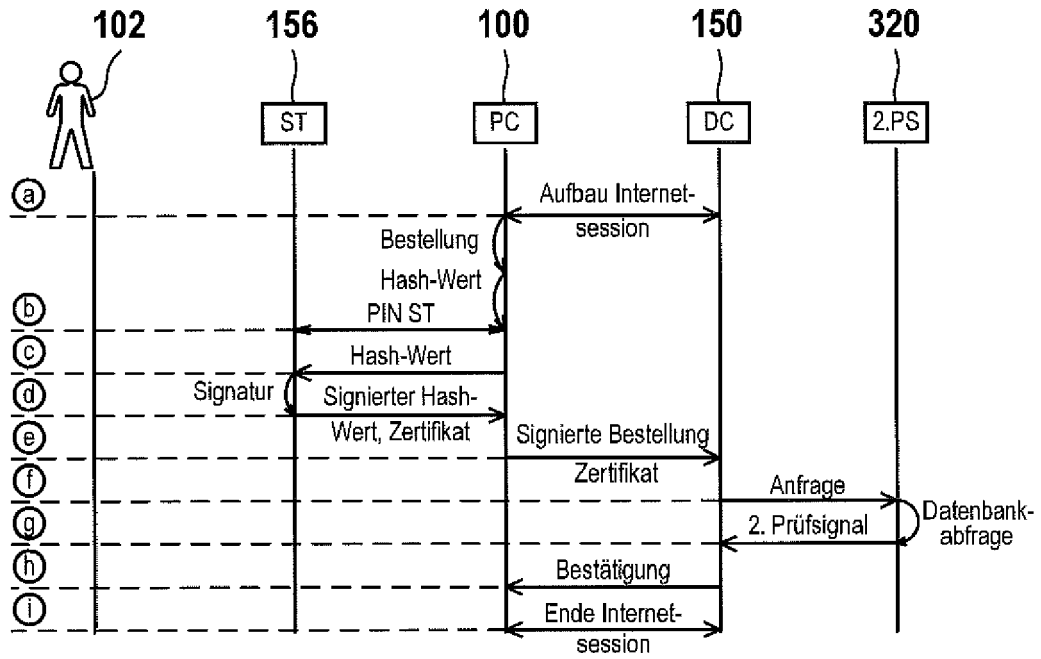 102 156 100 150 320
ST PC DC 2.PS
a
Aufbau Internet-
session
Bestellung
Hash-Wert
b
PIN ST
c
Hash-Wert
Signatur
d
Signierter Hash-
Wert, Zertifikat
e
Signierte Bestellung
Zertifikat
f
Anfrage
Datenbank-
abfrage
g
2. Prüfsignal
h
Bestätigung
i
Ende Internet-
session